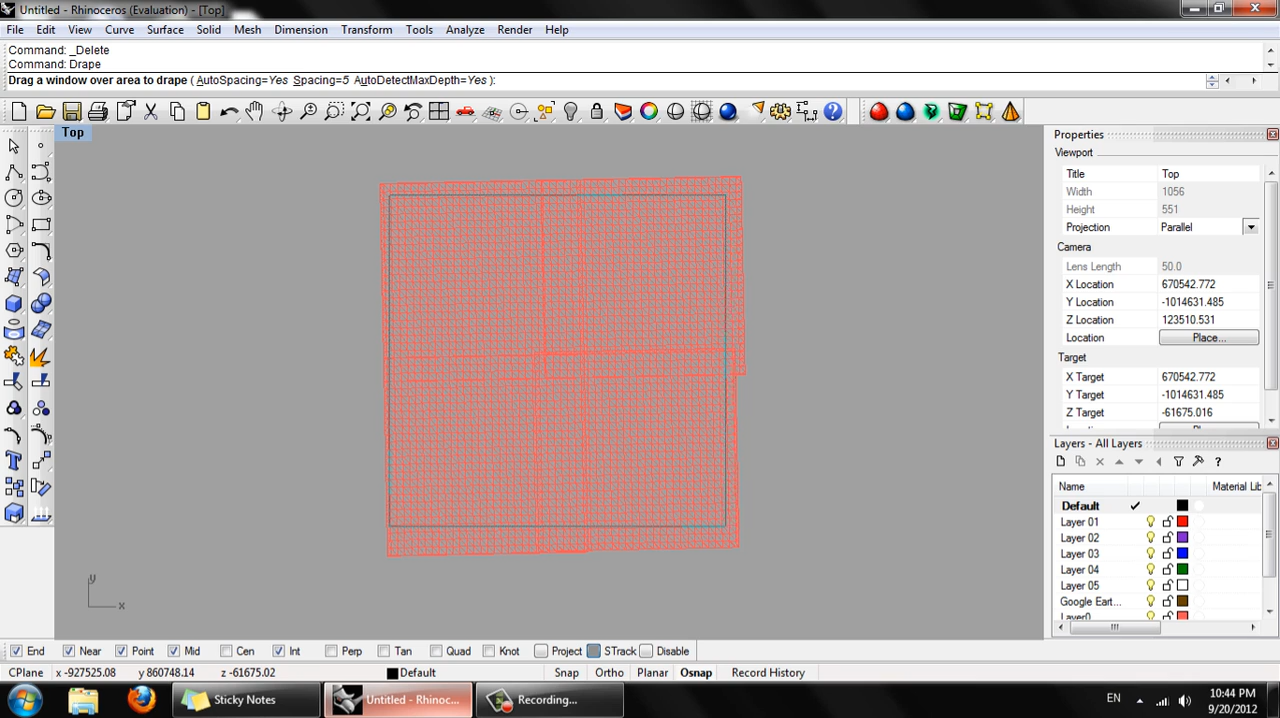 Untitled - Rhinoceros (Evaluation) - [Top]
File Edit View Curve Surface Solid Mesh Dimension Transform Tools Analyze Render Help
Command: _Delete
Command: Drape
Drag a window over area to drape ( AutoSpacing=Yes Spacing=5 AutoDetectMaxDepth=Yes ):
Top
Properties
Viewport
Title Top
Width 1056
Height 551
Projection Parallel
Camera
Lens Length 50.0
X Location 670542.772
Y Location -1014631.485
Z Location 123510.531
Location Place...
Target
X Target 670542.772
Y Target -1014631.485
Z Target -61675.016
Layers - All Layers
Name Material Lib
Default
Layer 01
Layer 02
Layer 03
Layer 04
Layer 05
Google Eart...
Layer0
y
x
End Near Point Mid Cen Int Perp Tan Quad Knot Project STrack Disable
CPlane x -927525.08 y 860748.14 z -61675.02 Default Snap Ortho Planar Osnap Record History
Sticky Notes Untitled - Rhinoc... Recording... EN 10:44 PM
9/20/2012